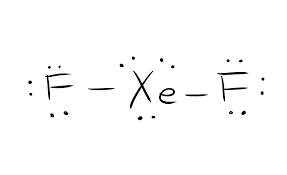 F — Xe — F